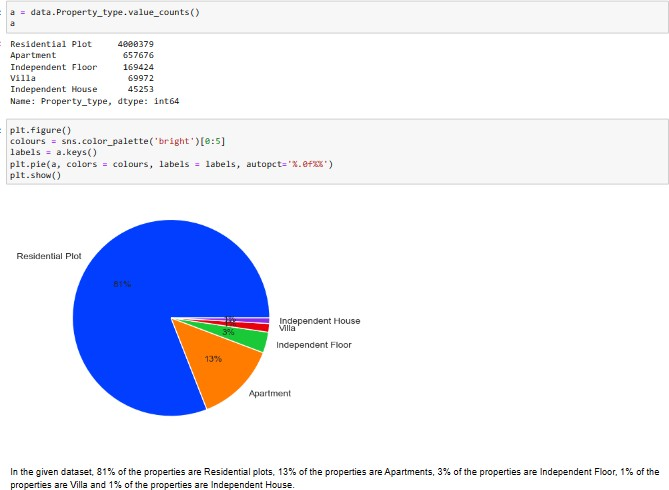 a = data.Property_type.value_counts()
a
Residential Plot 4000379
Apartment 657676
Independent Floor 169424
Villa 69972
Independent House 45253
Name: Property_type, dtype: int64
plt.figure()
colours = sns.color_palette('bright')[0:5]
labels = a.keys()
plt.pie(a, colors = colours, labels = labels, autopct='%.0f%%')
plt.show()
Residential Plot
81%
Independent House
Villa
3%
Independent Floor
13%
Apartment
In the given dataset, 81% of the properties are Residential plots, 13% of the properties are Apartments, 3% of the properties are Independent Floor, 1% of the
properties are Villa and 1% of the properties are Independent House.